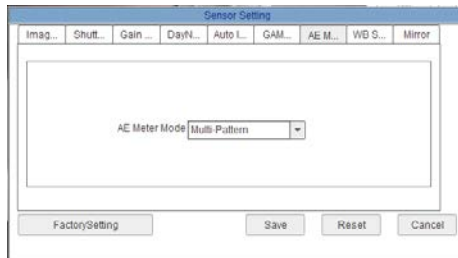 Sensor Setting
Imag... Shutt... Gain ... DayN... Auto I... GAM... AE M... WB S... Mirror
AE Meter Mode Multi-Pattern
FactorySetting Save Reset Cancel